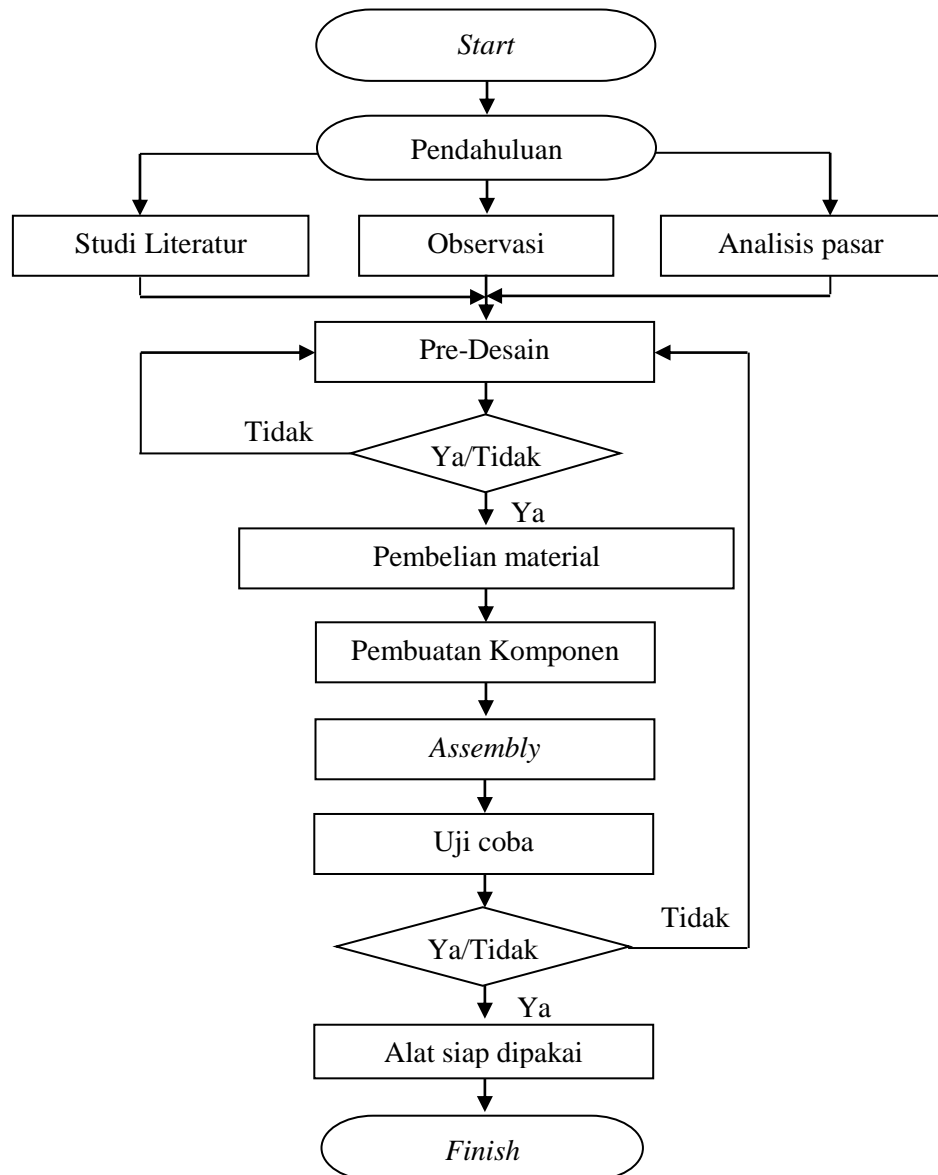 Start
Pendahuluan
Studi Literatur
Observasi
Analisis pasar
Pre-Desain
Tidak
Ya/Tidak
Ya
Pembelian material
Pembuatan Komponen
Assembly
Uji coba
Tidak
Ya/Tidak
Ya
Alat siap dipakai
Finish